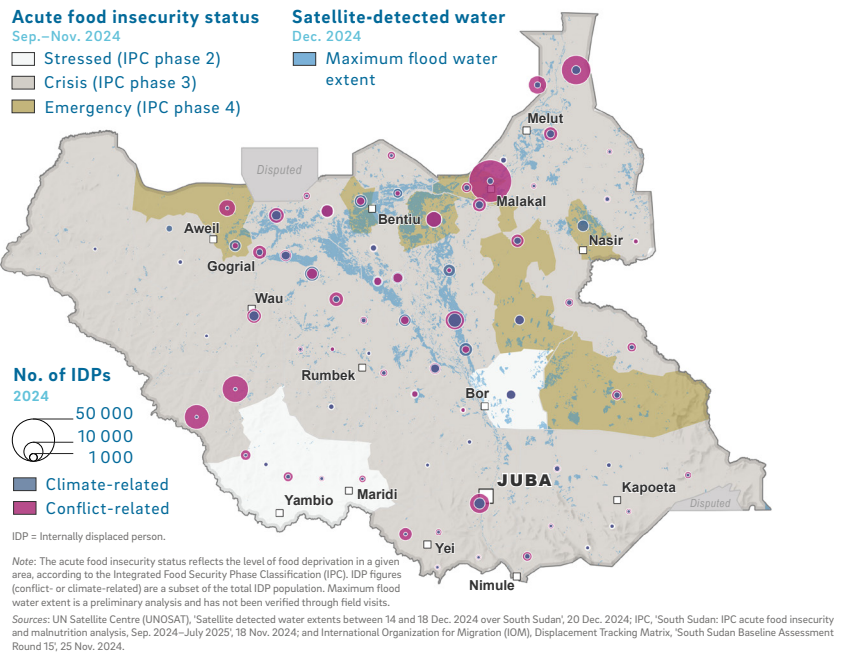 Acute food insecurity status
Sep.–Nov. 2024
Stressed (IPC phase 2)
Crisis (IPC phase 3)
Emergency (IPC phase 4)
Satellite-detected water
Dec. 2024
Maximum flood water
extent
Melut
Disputed
Malakal
Bentiu
Aweil
Nasir
Gogrial
Wau
Rumbek
Bor
No. of IDPs
2024
50 000
10 000
1 000
Climate-related
Conflict-related
JUBA
Kapoeta
Disputed
Yambio
Maridi
Yei
Nimule
IDP = Internally displaced person.
Note: The acute food insecurity status reflects the level of food deprivation in a given
area, according to the Integrated Food Security Phase Classification (IPC). IDP figures
(conflict- or climate-related) are a subset of the total IDP population. Maximum flood
water extent is a preliminary analysis and has not been verified through field visits.
Sources: UN Satellite Centre (UNOSAT), 'Satellite detected water extents between 14 and 18 Dec. 2024 over South Sudan', 20 Dec. 2024; IPC, 'South Sudan: IPC acute food insecurity
and malnutrition analysis, Sep. 2024–July 2025', 18 Nov. 2024; and International Organization for Migration (IOM), Displacement Tracking Matrix, 'South Sudan Baseline Assessment
Round 15', 25 Nov. 2024.